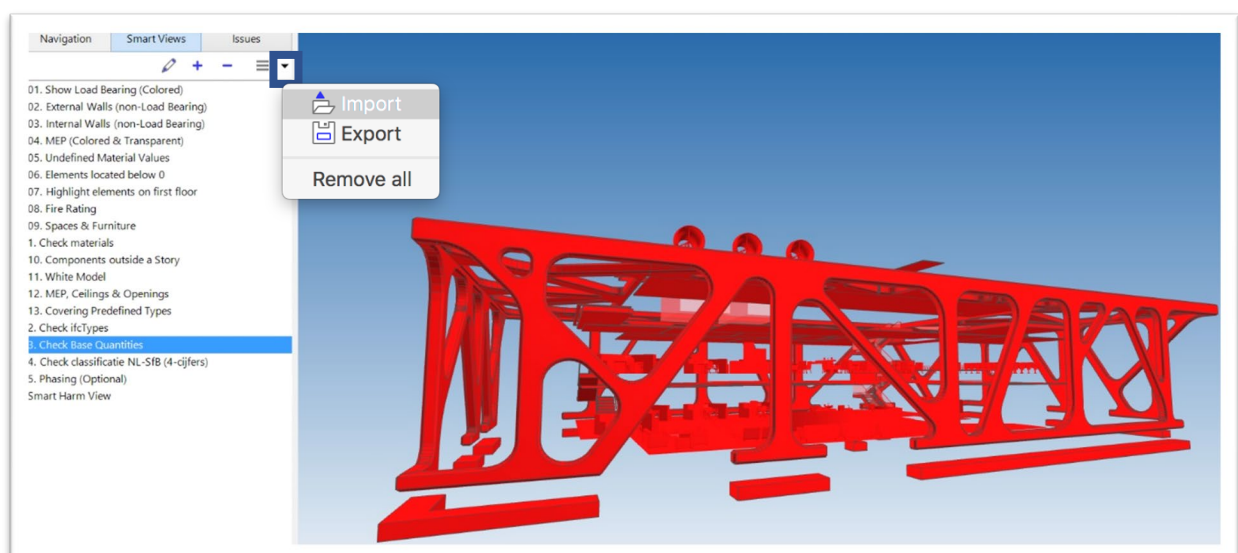 Navigation Smart Views Issues
01. Show Load Bearing (Colored)
02. External Walls (non-Load Bearing)
03. Internal Walls (non-Load Bearing)
04. MEP (Colored & Transparent)
05. Undefined Material Values
06. Elements located below 0
07. Highlight elements on first floor
08. Fire Rating
09. Spaces & Furniture
1. Check materials
10. Components outside a Story
11. White Model
12. MEP, Ceilings & Openings
13. Covering Predefined Types
2. Check ifcTypes
3. Check Base Quantities
4. Check classificatie NL-SfB (4-cijfers)
5. Phasing (Optional)
Smart Harm View
Import
Export
Remove all